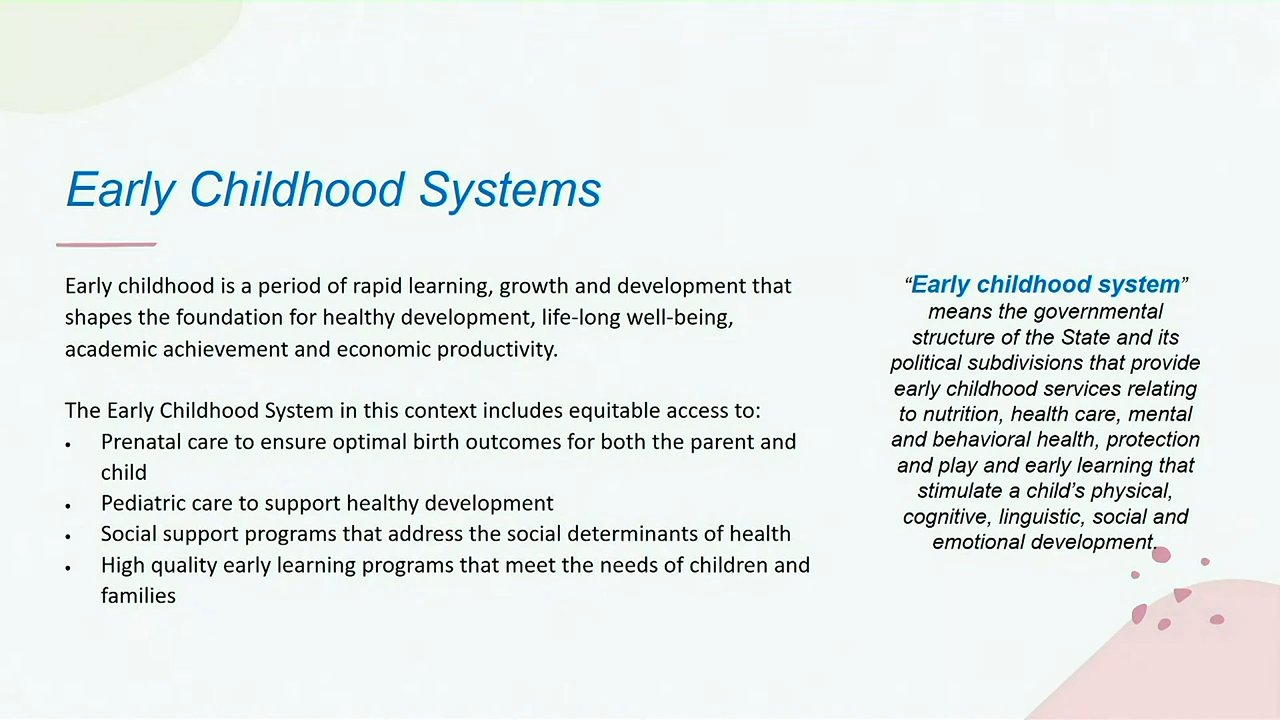 Early Childhood Systems
Early childhood is a period of rapid learning, growth and development that
shapes the foundation for healthy development, life-long well-being,
academic achievement and economic productivity.
The Early Childhood System in this context includes equitable access to:
• Prenatal care to ensure optimal birth outcomes for both the parent and
child
• Pediatric care to support healthy development
• Social support programs that address the social determinants of health
• High quality early learning programs that meet the needs of children and
families
“Early childhood system”
means the governmental
structure of the State and its
political subdivisions that provide
early childhood services relating
to nutrition, health care, mental
and behavioral health, protection
and play and early learning that
stimulate a child’s physical,
cognitive, linguistic, social and
emotional development.